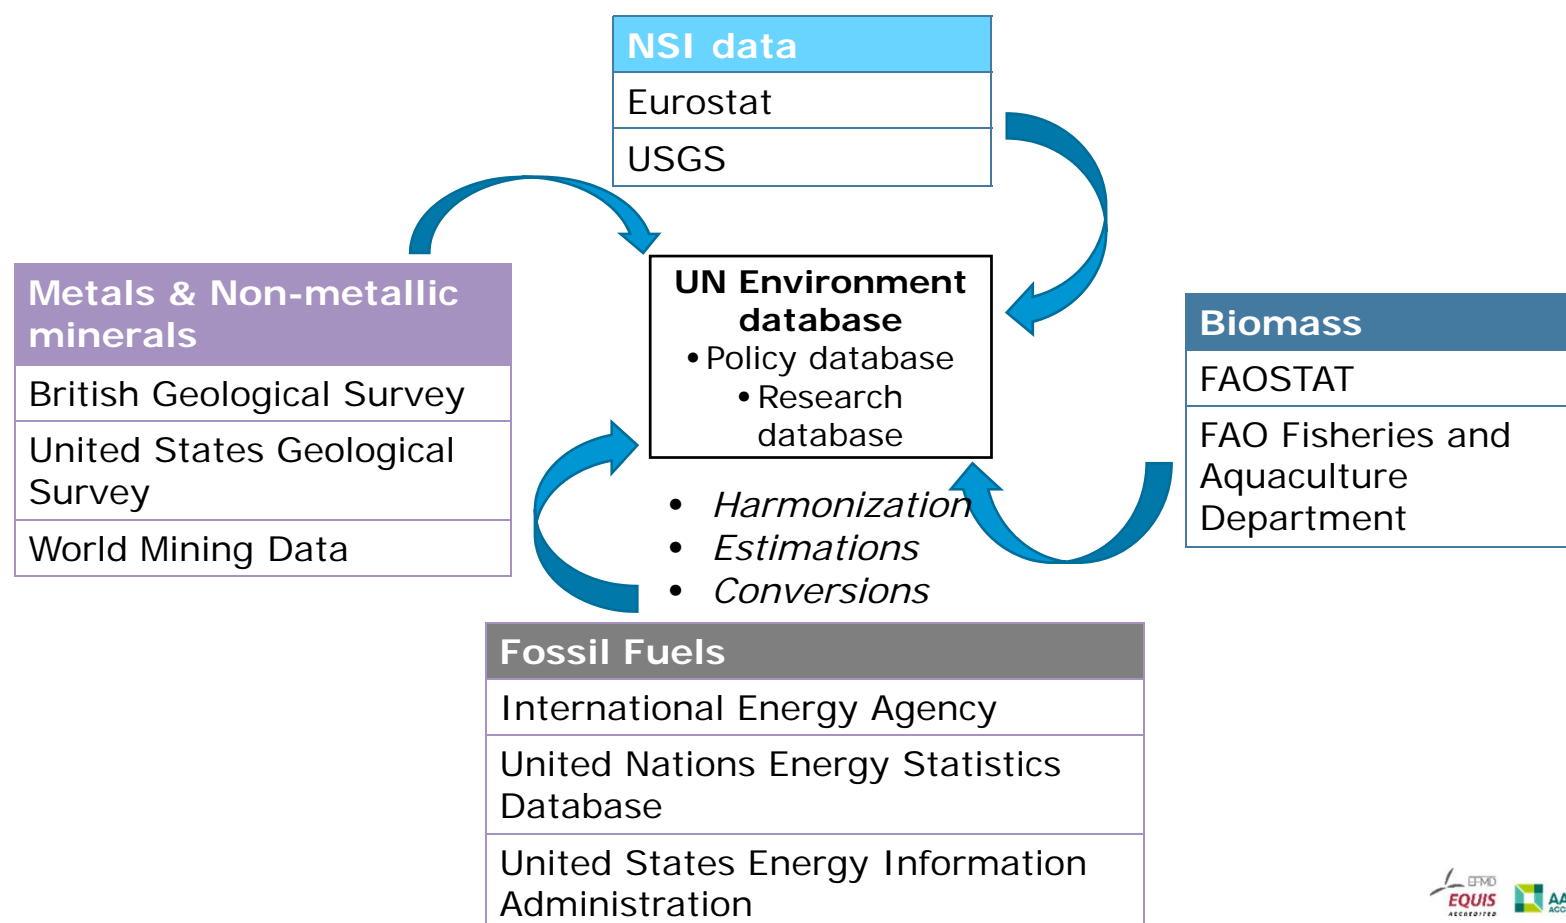 NSI data
Eurostat
USGS
Metals & Non-metallic
minerals
British Geological Survey
United States Geological
Survey
World Mining Data
UN Environment
database
•Policy database
•Research
database
• Harmonization
• Estimations
• Conversions
Biomass
FAOSTAT
FAO Fisheries and
Aquaculture
Department
Fossil Fuels
International Energy Agency
United Nations Energy Statistics
Database
United States Energy Information
Administration
EFMD
EQUIS
ACCREDITED